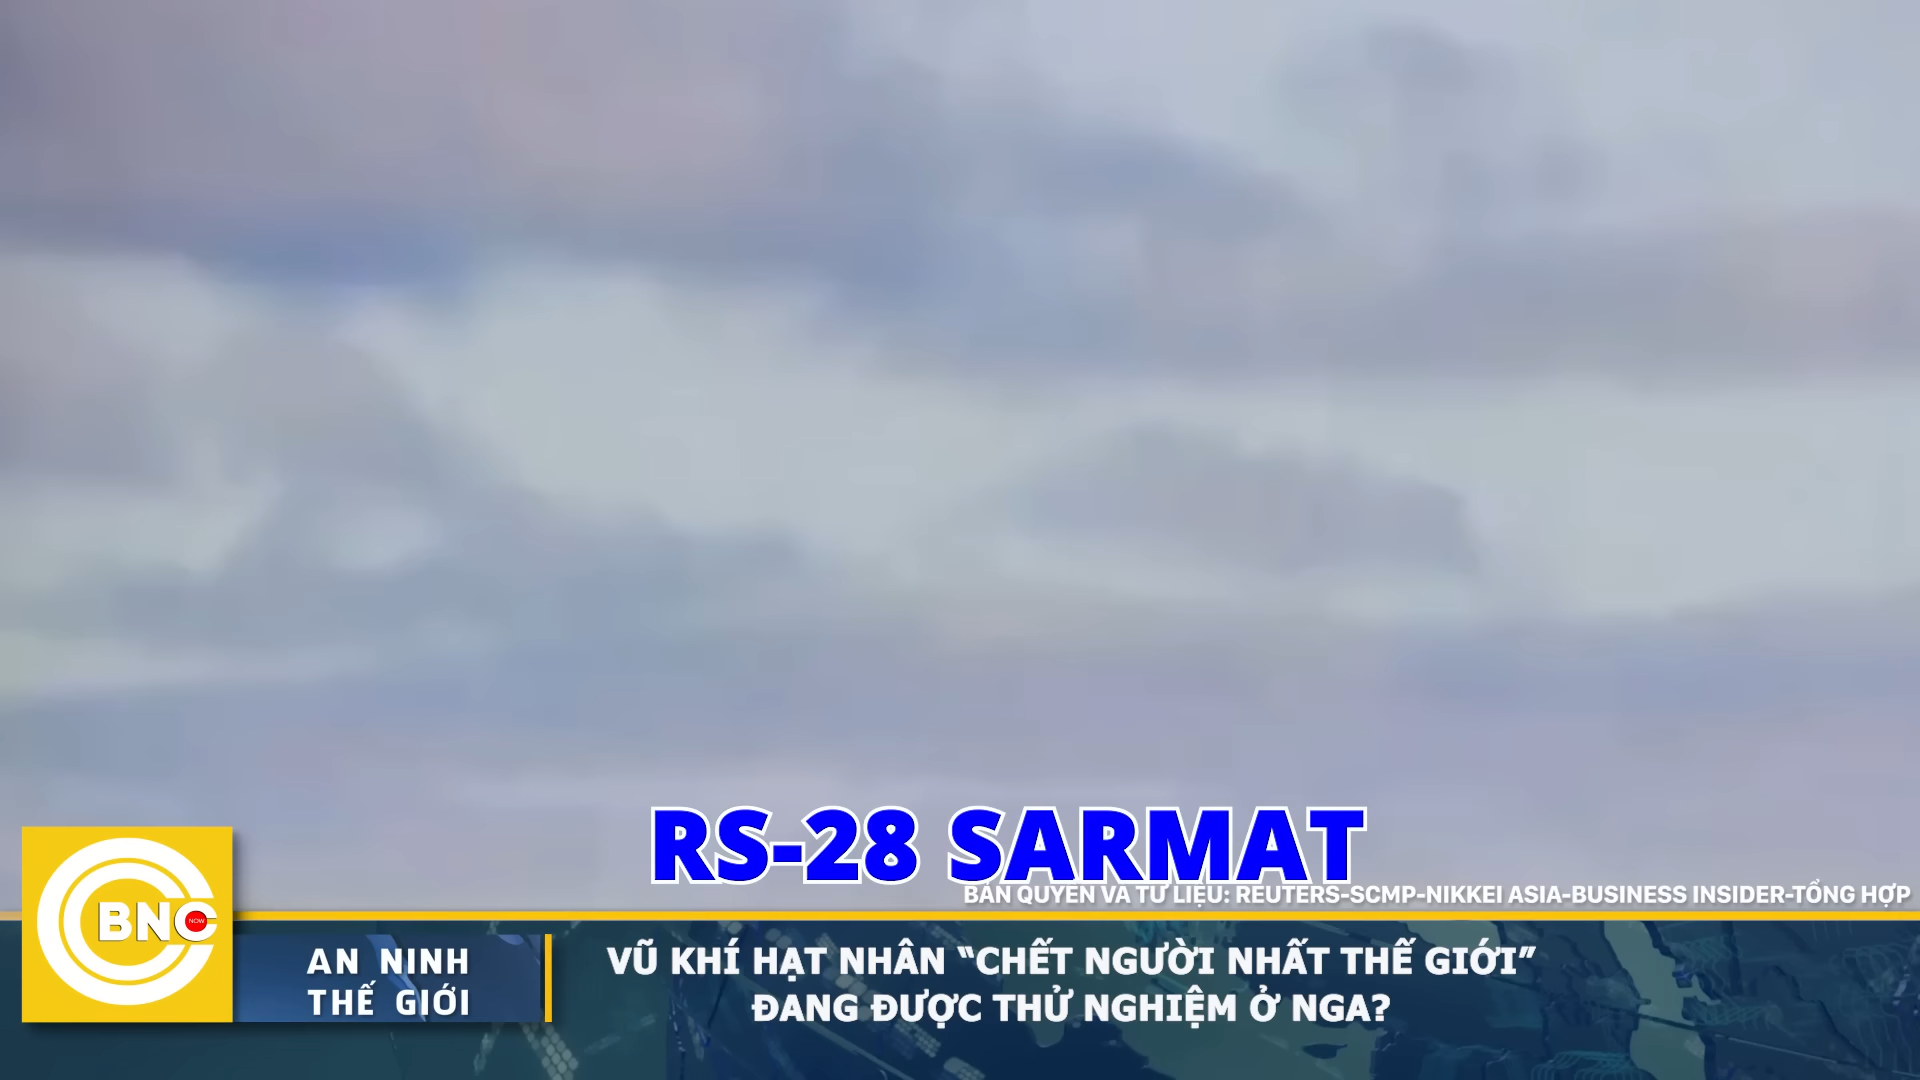 RS-28 SARMAT
BẢN QUYỀN VÀ TƯ LIỆU: REUTERS-SCMP-NIKKEI ASIA-BUSINESS INSIDER-TỔNG HỢP
BNC
NOW
AN NINH
THẾ GIỚI
VŨ KHÍ HẠT NHÂN “CHẾT NGƯỜI NHẤT THẾ GIỚI”
ĐANG ĐƯỢC THỬ NGHIỆM Ở NGA?